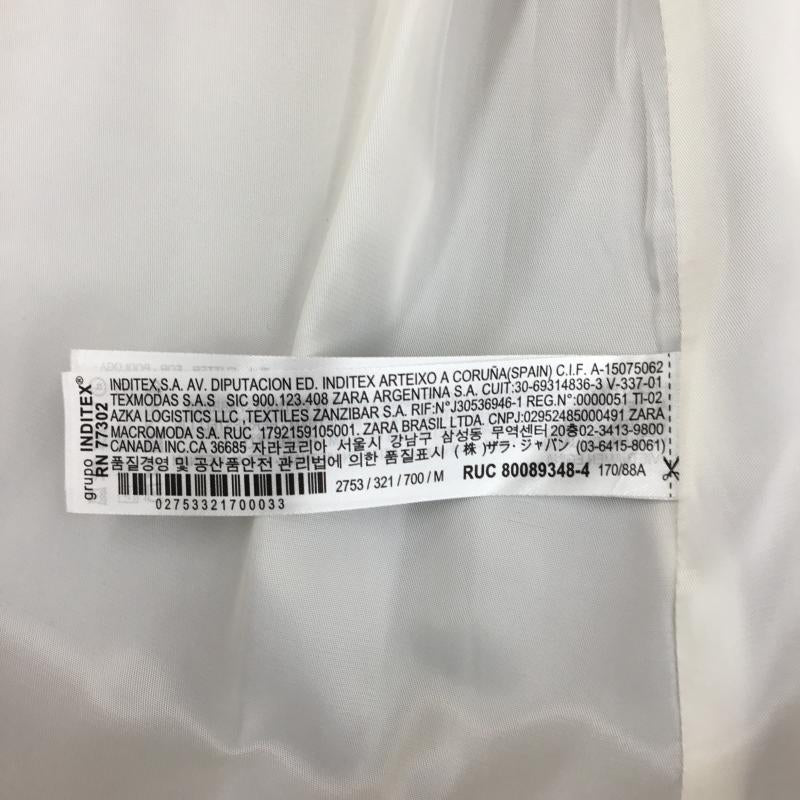 grupo INDITEX®
RN 77302
INDITEX,S.A. AV. DIPUTACION ED. INDITEX ARTEIXO A CORUÑA(SPAIN) C.I.F. A-15075062
TEXMODAS S.A.S SIC 900.123.408 ZARA ARGENTINA S.A. CUIT:30-69314836-3 V-337-01
AZKA LOGISTICS LLC ,TEXTILES ZANZIBAR S.A. RIF:N°J30536946-1 REG.N°:0000051 TI-02
MACROMODA S.A. RUC 1792159105001. ZARA BRASIL LTDA. CNPJ:02952485000491 ZARA
CANADA INC.CA 36685 자라코리아 서울시 강남구 삼성동 무역센터 20층02-3413-9800
품질경영 및 공산품안전 관리법에 의한 품질표시 (株)ザラ・ジャパン (03-6415-8061)
2753 / 321 / 700 / M RUC 80089348-4 170/88A
02753321700033